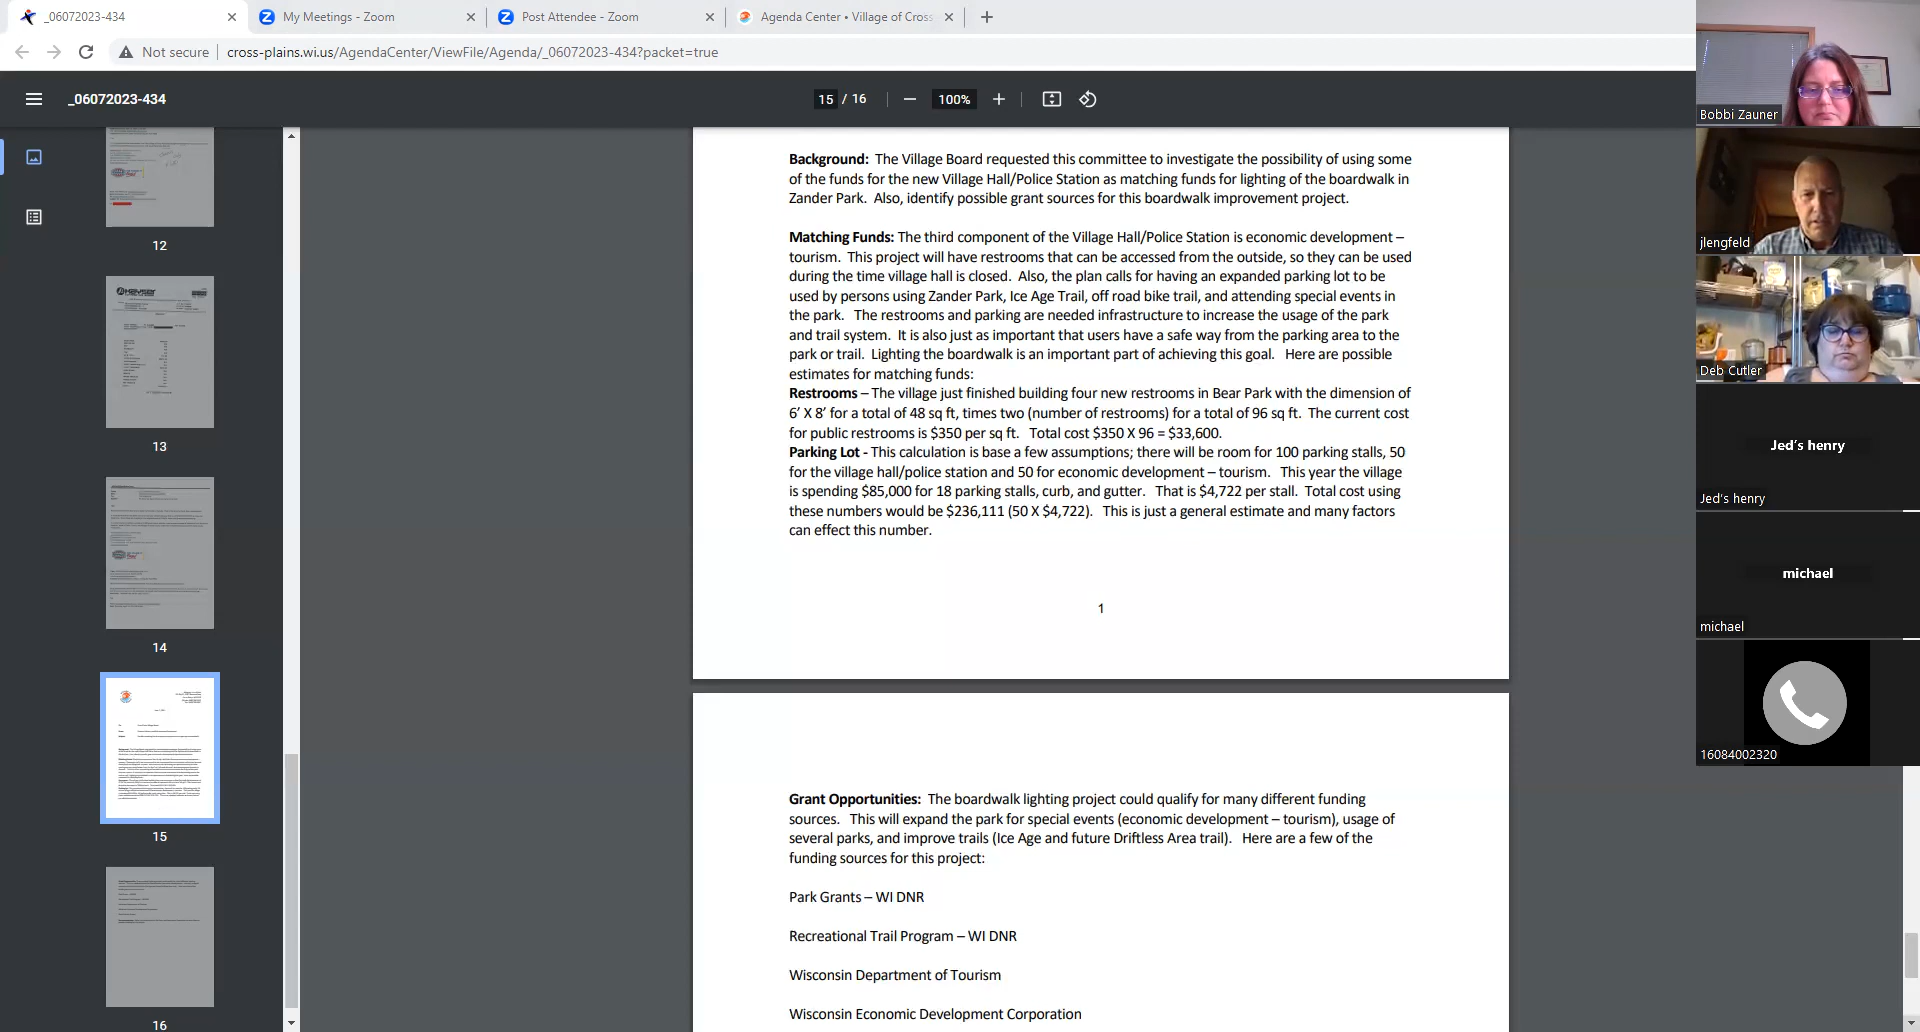 _06072023-434
My Meetings - Zoom
Post Attendee - Zoom
Agenda Center • Village of Cross
Not secure
cross-plains.wi.us/AgendaCenter/ViewFile/Agenda/_06072023-434?packet=true
_06072023-434
15 / 16
100%
12
13
14
15
16
Background: The Village Board requested this committee to investigate the possibility of using some
of the funds for the new Village Hall/Police Station as matching funds for lighting of the boardwalk in
Zander Park. Also, identify possible grant sources for this boardwalk improvement project.
Matching Funds: The third component of the Village Hall/Police Station is economic development –
tourism. This project will have restrooms that can be accessed from the outside, so they can be used
during the time village hall is closed. Also, the plan calls for having an expanded parking lot to be
used by persons using Zander Park, Ice Age Trail, off road bike trail, and attending special events in
the park. The restrooms and parking are needed infrastructure to increase the usage of the park
and trail system. It is also just as important that users have a safe way from the parking area to the
park or trail. Lighting the boardwalk is an important part of achieving this goal. Here are possible
estimates for matching funds:
Restrooms – The village just finished building four new restrooms in Bear Park with the dimension of
6’ X 8’ for a total of 48 sq ft, times two (number of restrooms) for a total of 96 sq ft. The current cost
for public restrooms is $350 per sq ft. Total cost $350 X 96 = $33,600.
Parking Lot - This calculation is base a few assumptions; there will be room for 100 parking stalls, 50
for the village hall/police station and 50 for economic development – tourism. This year the village
is spending $85,000 for 18 parking stalls, curb, and gutter. That is $4,722 per stall. Total cost using
these numbers would be $236,111 (50 X $4,722). This is just a general estimate and many factors
can effect this number.
1
Grant Opportunities: The boardwalk lighting project could qualify for many different funding
sources. This will expand the park for special events (economic development – tourism), usage of
several parks, and improve trails (Ice Age and future Driftless Area trail). Here are a few of the
funding sources for this project:
Park Grants – WI DNR
Recreational Trail Program – WI DNR
Wisconsin Department of Tourism
Wisconsin Economic Development Corporation
Bobbi Zauner
jlengfeld
Deb Cutler
Jed's henry
Jed's henry
michael
michael
16084002320